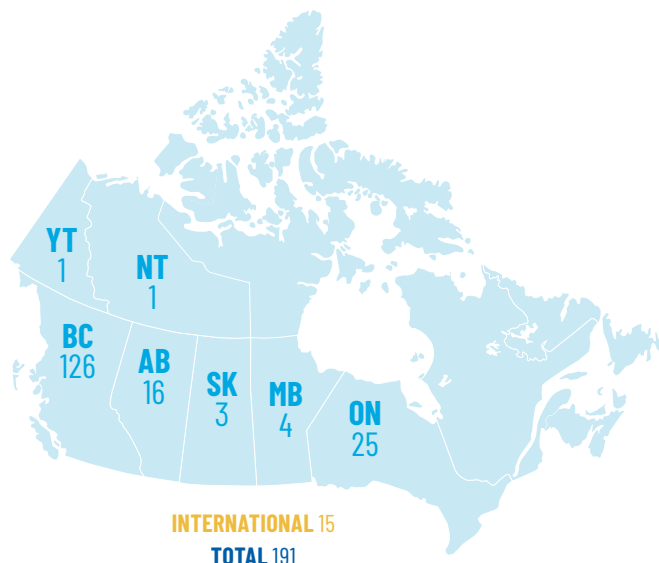 YT
1
NT
1
BC
126
AB
16
SK
3
MB
4
ON
25
INTERNATIONAL 15
TOTAL 191